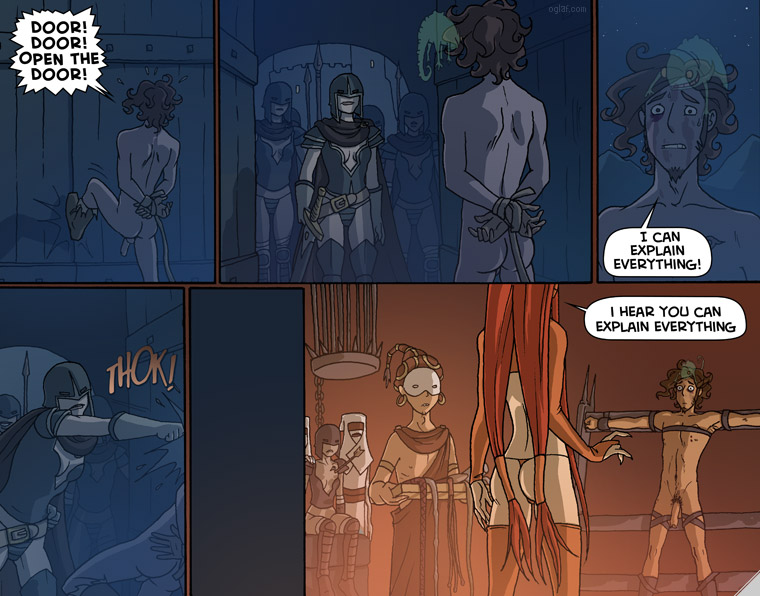 DOOR!
DOOR!
OPEN THE
DOOR!
oglaf.com
I CAN
EXPLAIN
EVERYTHING!
THOK!
I HEAR YOU CAN
EXPLAIN EVERYTHING